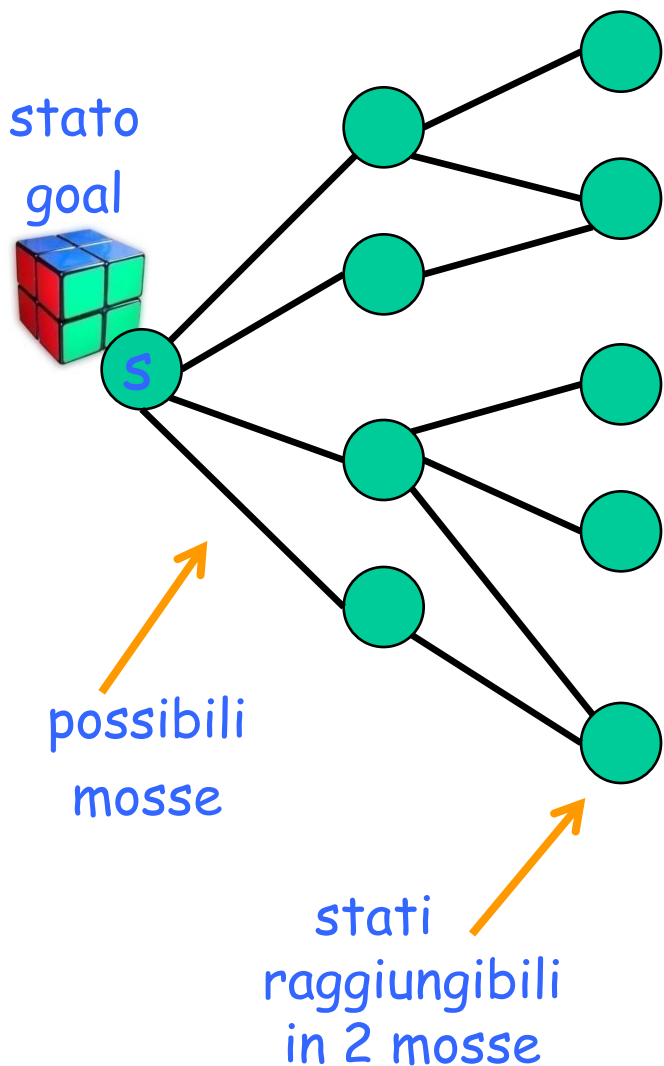 stato
goal
s
possibili
mosse
stati
raggiungibili
in 2 mosse